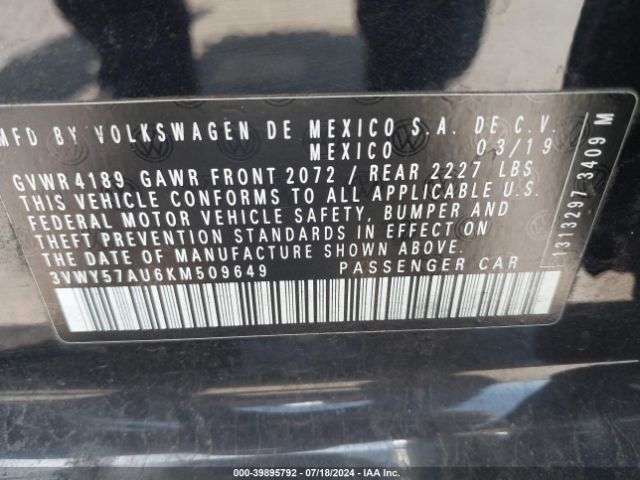 MFD BY VOLKSWAGEN DE MEXICO S.A. DE C.V.
MEXICO 03/19
GVWR 4189 GAWR FRONT 2072 / REAR 2227 LBS
THIS VEHICLE CONFORMS TO ALL APPLICABLE U.S.
FEDERAL MOTOR VEHICLE SAFETY, BUMPER AND
THEFT PREVENTION STANDARDS IN EFFECT ON
THE DATE OF MANUFACTURE SHOWN ABOVE.
3VWY57AU6KM509649 PASSENGER CAR
1313297 3409 M
000-39895792 - 07/18/2024 - IAA Inc.